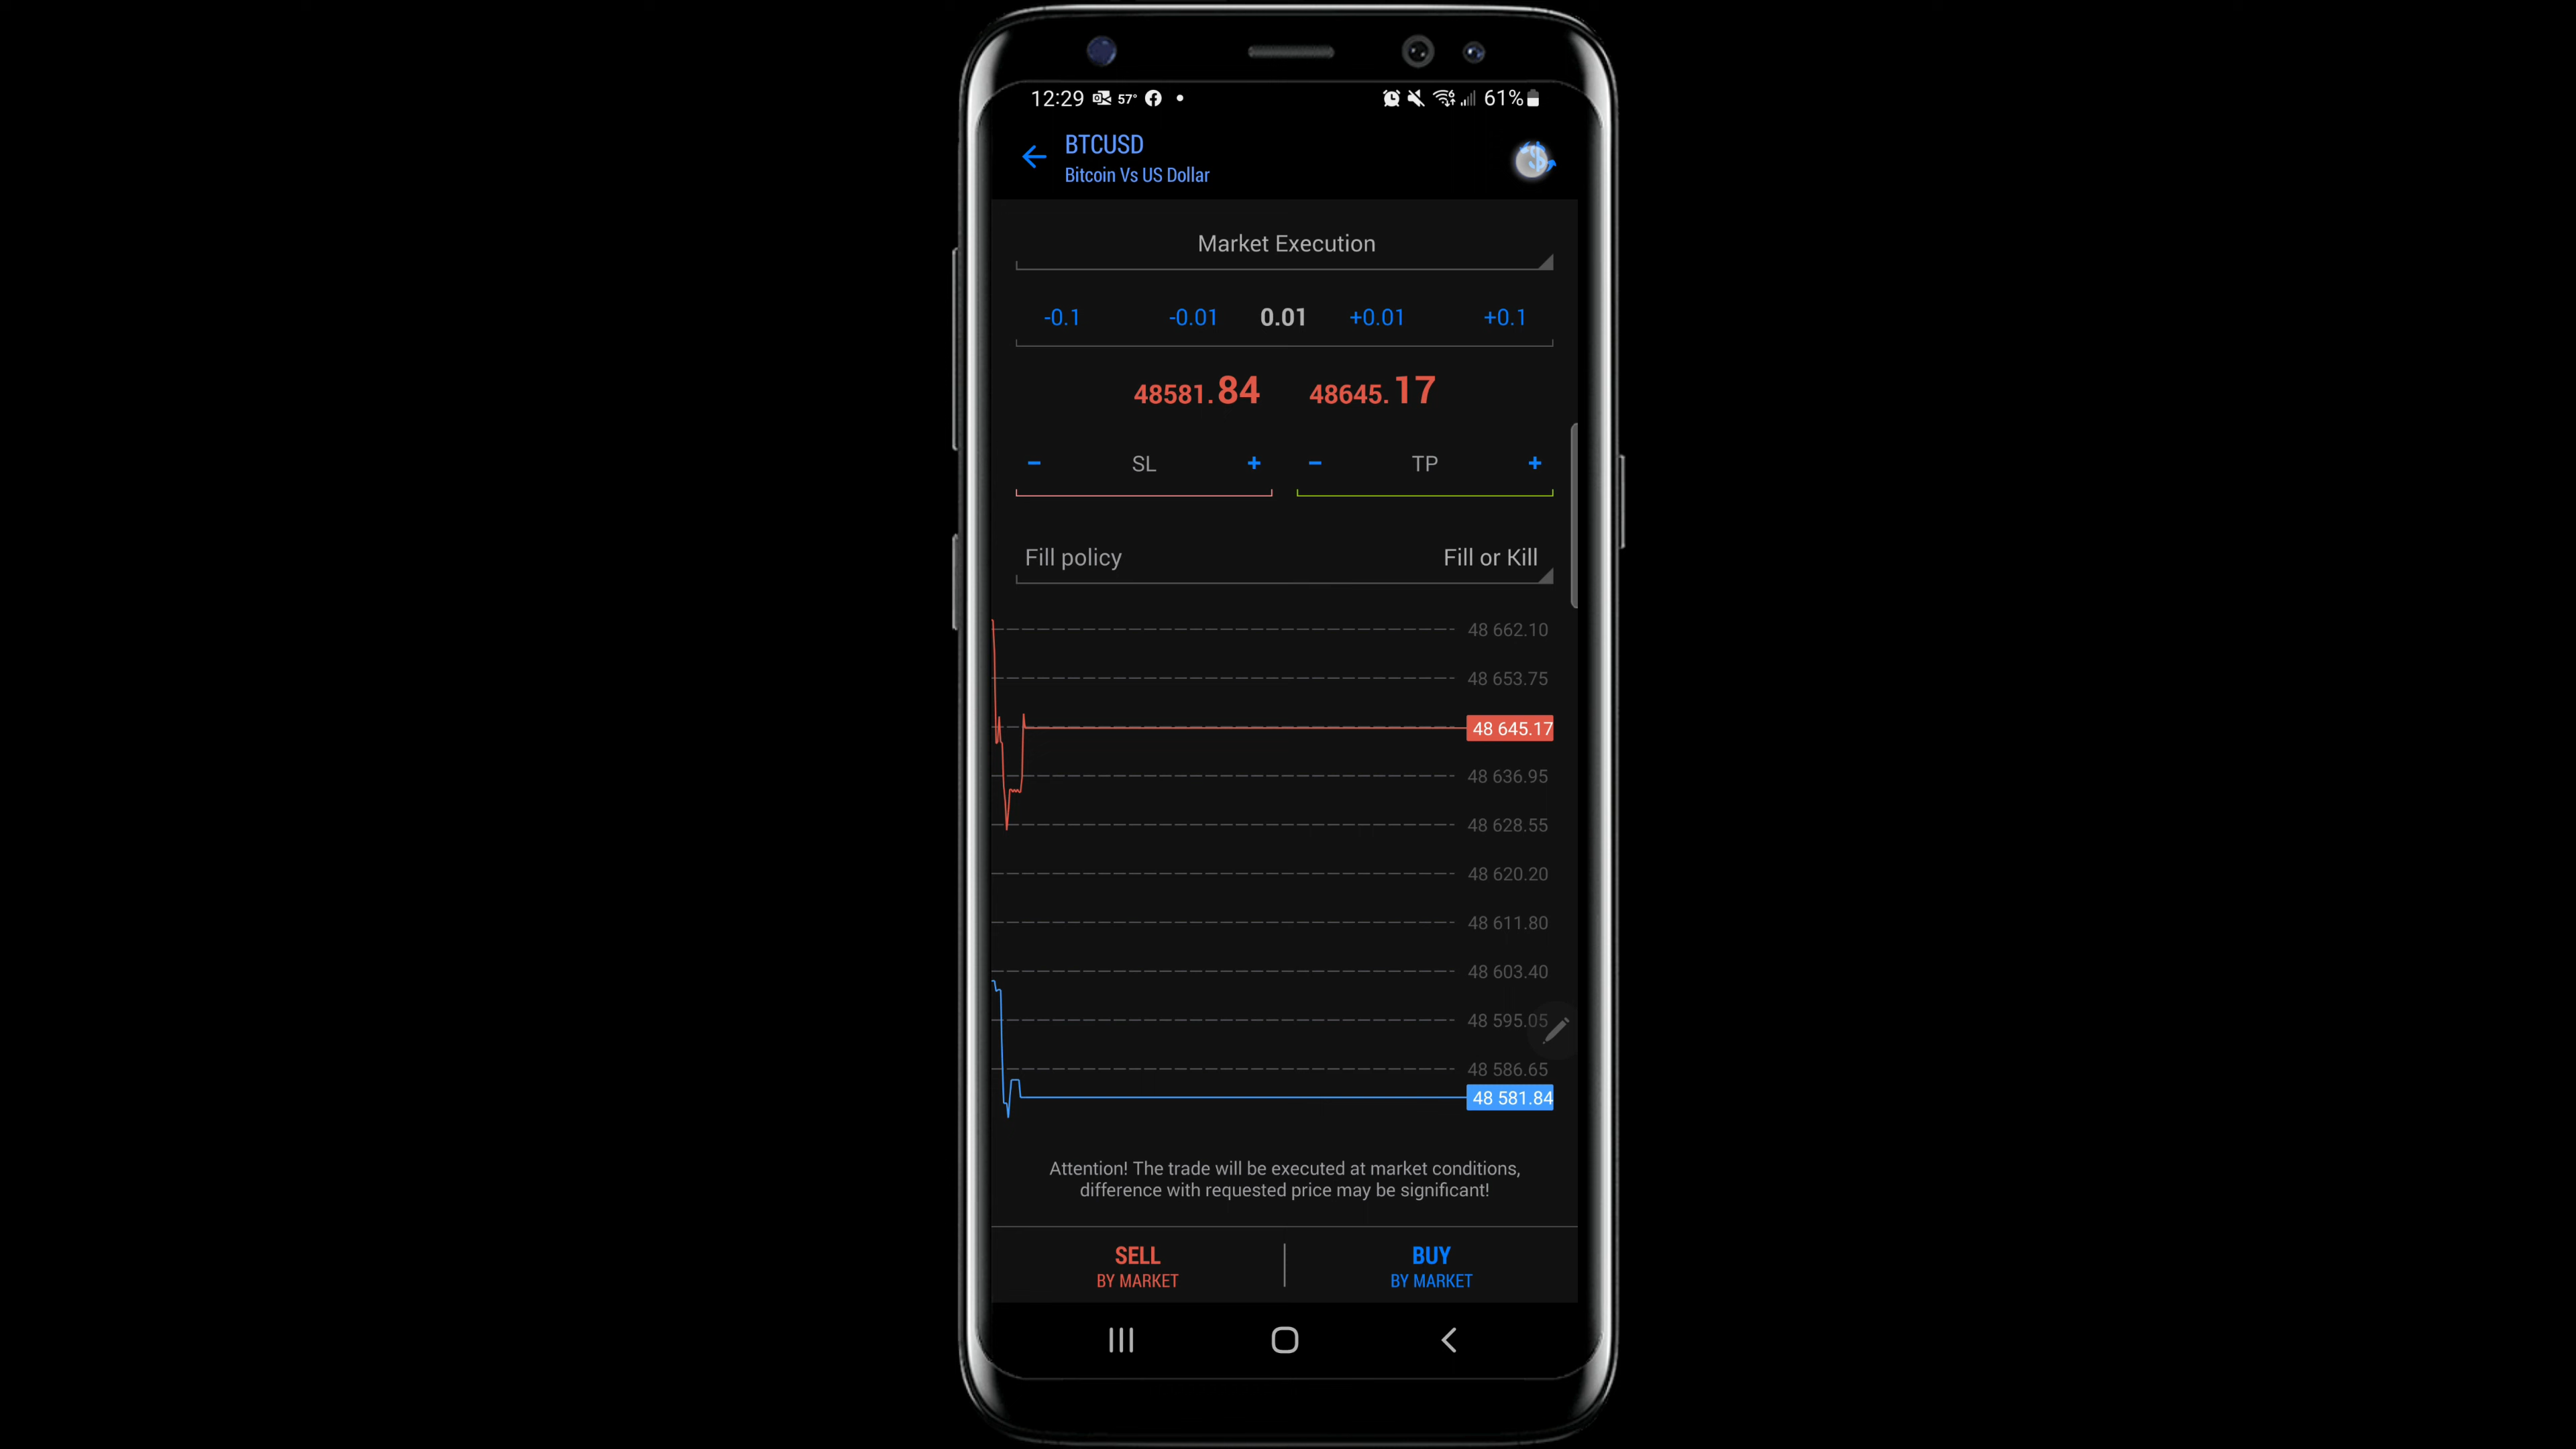 12:29 57° 61%
BTCUSD
Bitcoin Vs US Dollar
Market Execution
-0.1 -0.01 0.01 +0.01 +0.1
48581.84 48645.17
- SL + - TP +
Fill policy Fill or Kill
48 662.10
48 653.75
48 645.17
48 636.95
48 628.55
48 620.20
48 611.80
48 603.40
48 595.05
48 586.65
48 581.84
Attention! The trade will be executed at market conditions,
difference with requested price may be significant!
SELL BUY
BY MARKET BY MARKET